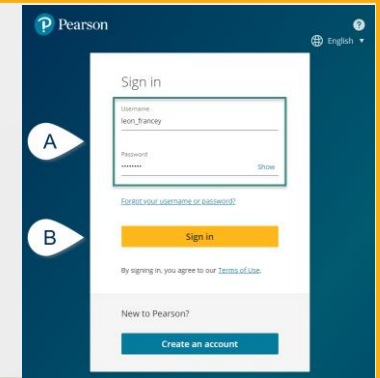 Pearson
?
English
Sign in
Username
leon_francey
A
Password
••••••••
Show
Forgot your username or password?
B
Sign in
By signing in, you agree to our Terms of Use.
New to Pearson?
Create an account